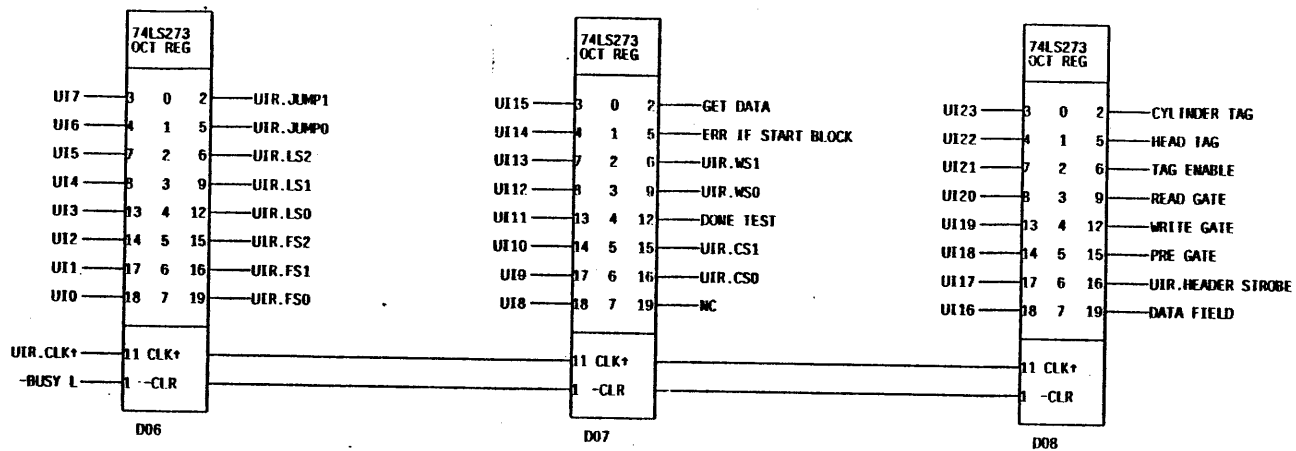 74LS273
OCT REG
UI7 3 0 2 UIR.JUMP1
UI6 4 1 5 UIR.JUMP0
UI5 7 2 6 UIR.LS2
UI4 8 3 9 UIR.LS1
UI3 13 4 12 UIR.LS0
UI2 14 5 15 UIR.FS2
UI1 17 6 16 UIR.FS1
UI0 18 7 19 UIR.FS0
UIR.CLK↑ 11 CLK↑
-BUSY L 1 -CLR
D06
74LS273
OCT REG
UI15 3 0 2 GET DATA
UI14 4 1 5 ERR IF START BLOCK
UI13 7 2 6 UIR.WS1
UI12 8 3 9 UIR.WS0
UI11 13 4 12 DONE TEST
UI10 14 5 15 UIR.CS1
UI9 17 6 16 UIR.CS0
UI8 18 7 19 NC
11 CLK↑
1 -CLR
D07
74LS273
OCT REG
UI23 3 0 2 CYLINDER TAG
UI22 4 1 5 HEAD TAG
UI21 7 2 6 TAG ENABLE
UI20 8 3 9 READ GATE
UI19 13 4 12 WRITE GATE
UI18 14 5 15 PRE GATE
UI17 17 6 16 UIR.HEADER STROBE
UI16 18 7 19 DATA FIELD
11 CLK↑
1 -CLR
D08